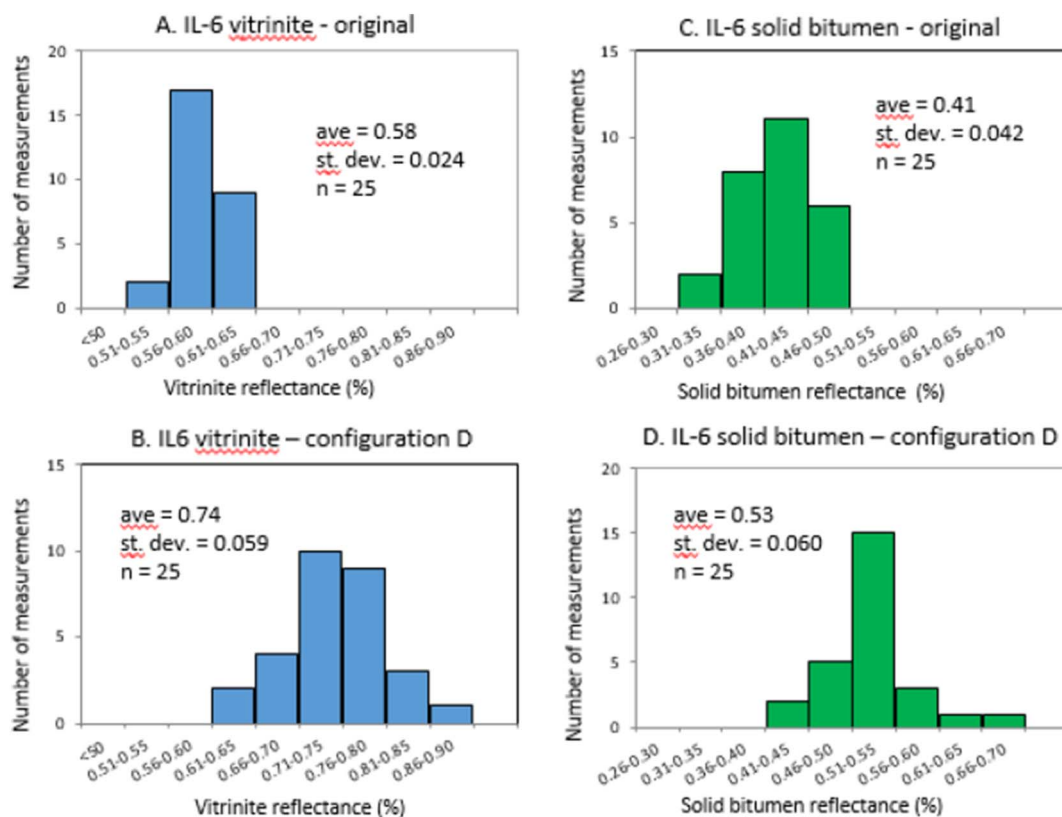 A. IL-6 vitrinite - original
Number of measurements
20
15
10
5
0
ave = 0.58
st. dev. = 0.024
n = 25
<50
0.51-0.55
0.56-0.60
0.61-0.65
0.66-0.70
0.71-0.75
0.76-0.80
0.81-0.85
0.86-0.90
Vitrinite reflectance (%)
C. IL-6 solid bitumen - original
Number of measurements
15
10
5
0
ave = 0.41
st. dev. = 0.042
n = 25
0.26-0.30
0.31-0.35
0.36-0.40
0.41-0.45
0.46-0.50
0.51-0.55
0.56-0.60
0.61-0.65
0.66-0.70
Solid bitumen reflectance (%)
B. IL6 vitrinite – configuration D
Number of measurements
15
10
5
0
ave = 0.74
st. dev. = 0.059
n = 25
<50
0.51-0.55
0.56-0.60
0.61-0.65
0.66-0.70
0.71-0.75
0.76-0.80
0.81-0.85
0.86-0.90
Vitrinite reflectance (%)
D. IL-6 solid bitumen – configuration D
Number of measurements
20
15
10
5
0
ave = 0.53
st. dev. = 0.060
n = 25
0.26-0.30
0.31-0.35
0.36-0.40
0.41-0.45
0.46-0.50
0.51-0.55
0.56-0.60
0.61-0.65
0.66-0.70
Solid bitumen reflectance (%)